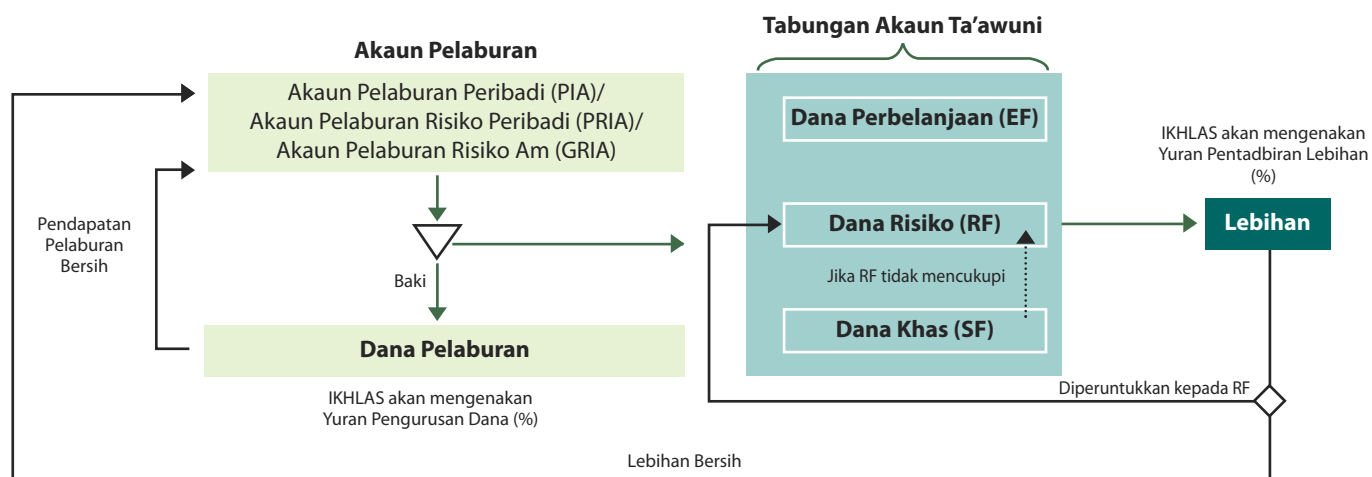 Tabungan Akaun Ta’awuni
Akaun Pelaburan
Akaun Pelaburan Peribadi (PIA)/
Akaun Pelaburan Risiko Peribadi (PRIA)/
Akaun Pelaburan Risiko Am (GRIA)
Dana Perbelanjaan (EF)
IKHLAS akan mengenakan
Yuran Pentadbiran Lebihan
(%)
Pendapatan
Pelaburan
Bersih
Dana Risiko (RF)
Lebihan
Baki
Jika RF tidak mencukupi
Dana Khas (SF)
Dana Pelaburan
IKHLAS akan mengenakan
Yuran Pengurusan Dana (%)
Diperuntukkan kepada RF
Lebihan Bersih